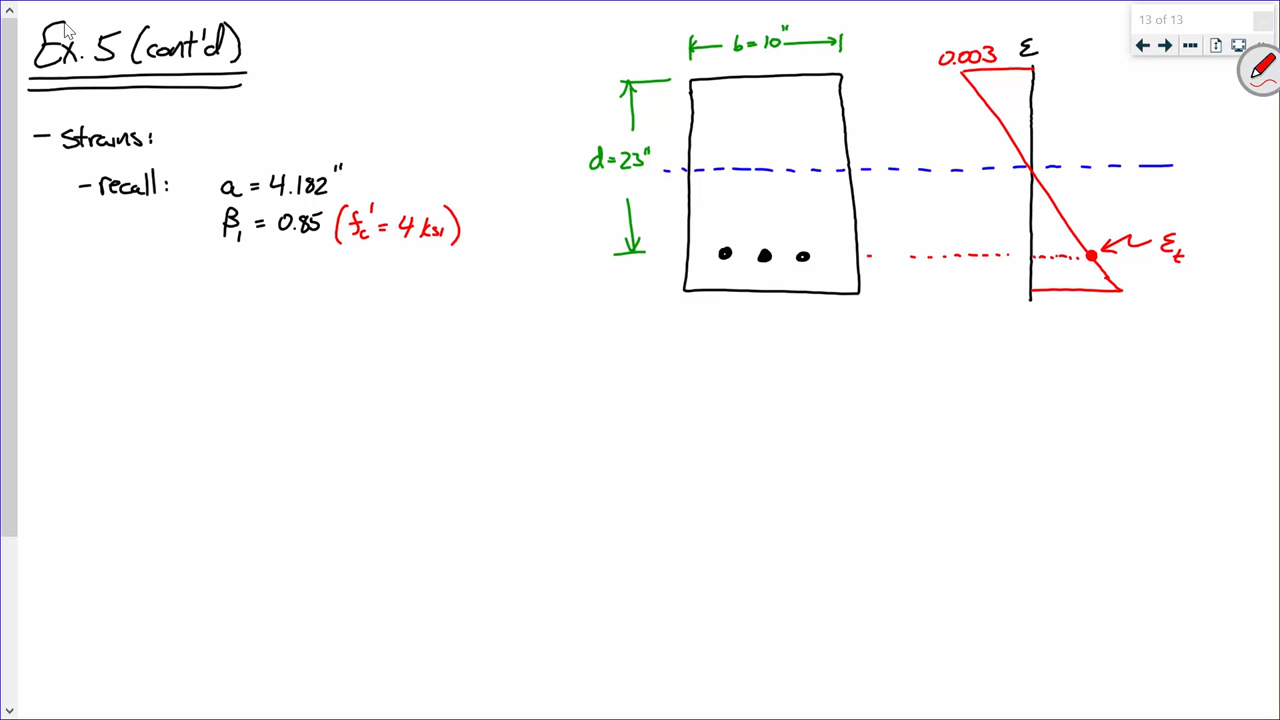 Ex. 5 (cont'd)
- strains:
- recall: a = 4.182"
β₁ = 0.85 (f'c = 4 ksi)
b = 10"
d = 23"
ε
0.003
εt
13 of 13